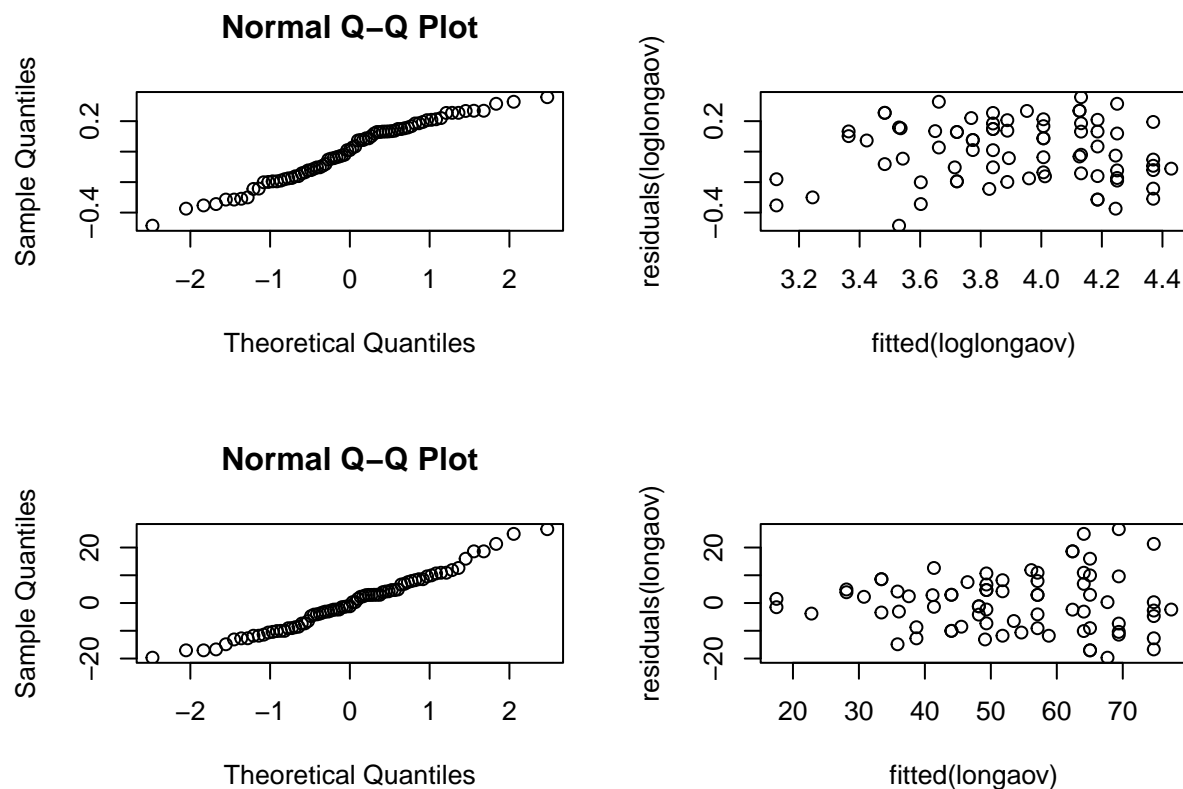 Normal Q−Q Plot
Sample Quantiles
0.2
−0.4
−2 −1 0 1 2
Theoretical Quantiles
residuals(loglongaov)
0.2
−0.4
3.2 3.4 3.6 3.8 4.0 4.2 4.4
fitted(loglongaov)
Normal Q−Q Plot
Sample Quantiles
20
0
−20
−2 −1 0 1 2
Theoretical Quantiles
residuals(longaov)
20
0
−20
20 30 40 50 60 70
fitted(longaov)